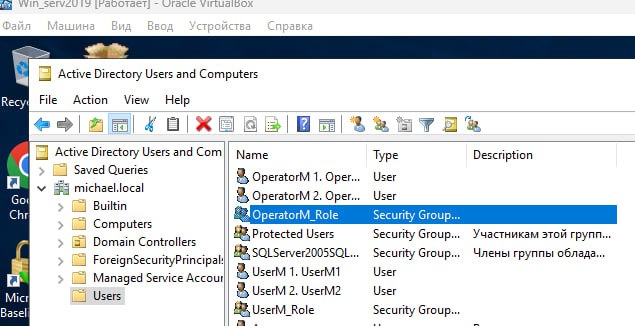 Win_serv2019 [Работает] - Oracle VirtualBox
Файл Машина Вид Ввод Устройства Справка
Recyc
Active Directory Users and Computers
File Action View Help
Active Directory Users and Com
Saved Queries
michael.local
Builtin
Computers
Domain Controllers
ForeignSecurityPrincipals
Managed Service Accoun
Users
Name Type Description
OperatorM 1. Oper... User
OperatorM 2. Oper... User
OperatorM_Role Security Group...
Protected Users Security Group... Участникам этой групп...
SQLServer2005SQL... Security Group... Члены группы облада...
UserM 1. UserM1 User
UserM 2. UserM2 User
UserM_Role Security Group...
Goo
Chr
Micr
Baselin